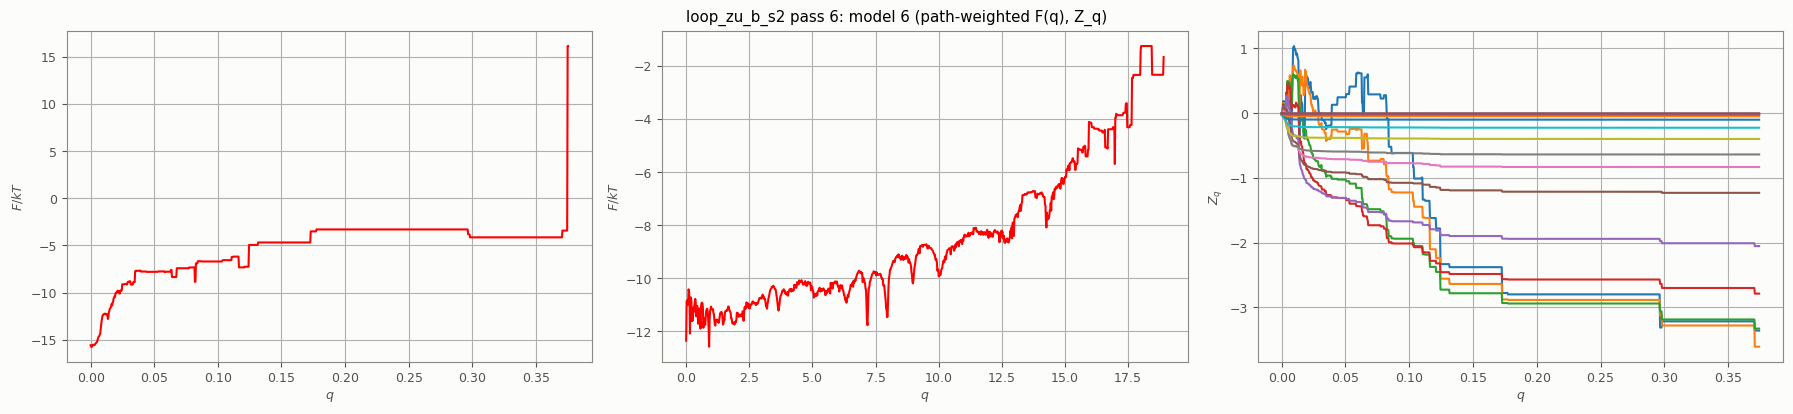 loop_zu_b_s2 pass 6: model 6 (path-weighted F(q), Z_q)
F/kT
15
10
5
0
−5
−10
−15
0.00 0.05 0.10 0.15 0.20 0.25 0.30 0.35
q
F/kT
−2
−4
−6
−8
−10
−12
0.0 2.5 5.0 7.5 10.0 12.5 15.0 17.5
q
Z_q
1
0
−1
−2
−3
0.00 0.05 0.10 0.15 0.20 0.25 0.30 0.35
q